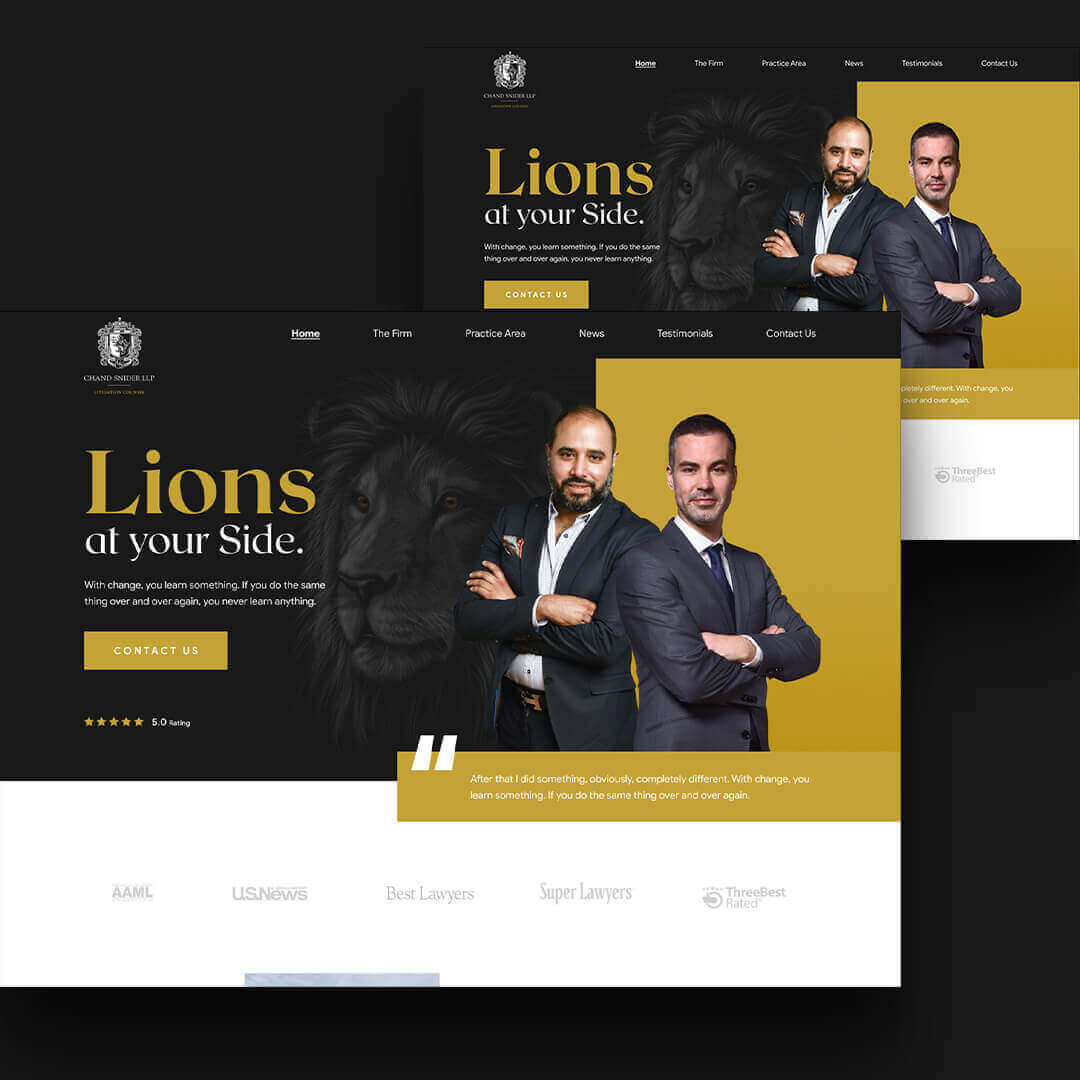 Home The Firm Practice Area News Testimonials Contact Us
CHAND SNIDER LLP
Lions
at your Side.
With change, you learn something. If you do the same
thing over and over again, you never learn anything.
CONTACT US
pletely different. With change, you
over and over again.
ThreeBest
Rated
Home The Firm Practice Area News Testimonials Contact Us
CHAND SNIDER LLP
LITIGATION COUNSEL
Lions
at your Side.
With change, you learn something. If you do the same
thing over and over again, you never learn anything.
CONTACT US
5.0 Rating
After that I did something, obviously, completely different. With change, you
learn something. If you do the same thing over and over again.
AAML
U.S.News
Best Lawyers
Super Lawyers
ThreeBest
Rated